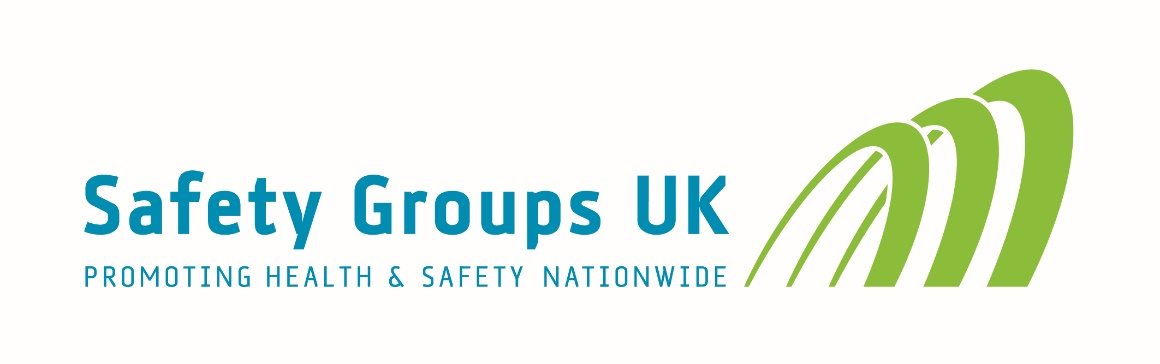 Safety Groups UK
PROMOTING HEALTH & SAFETY NATIONWIDE